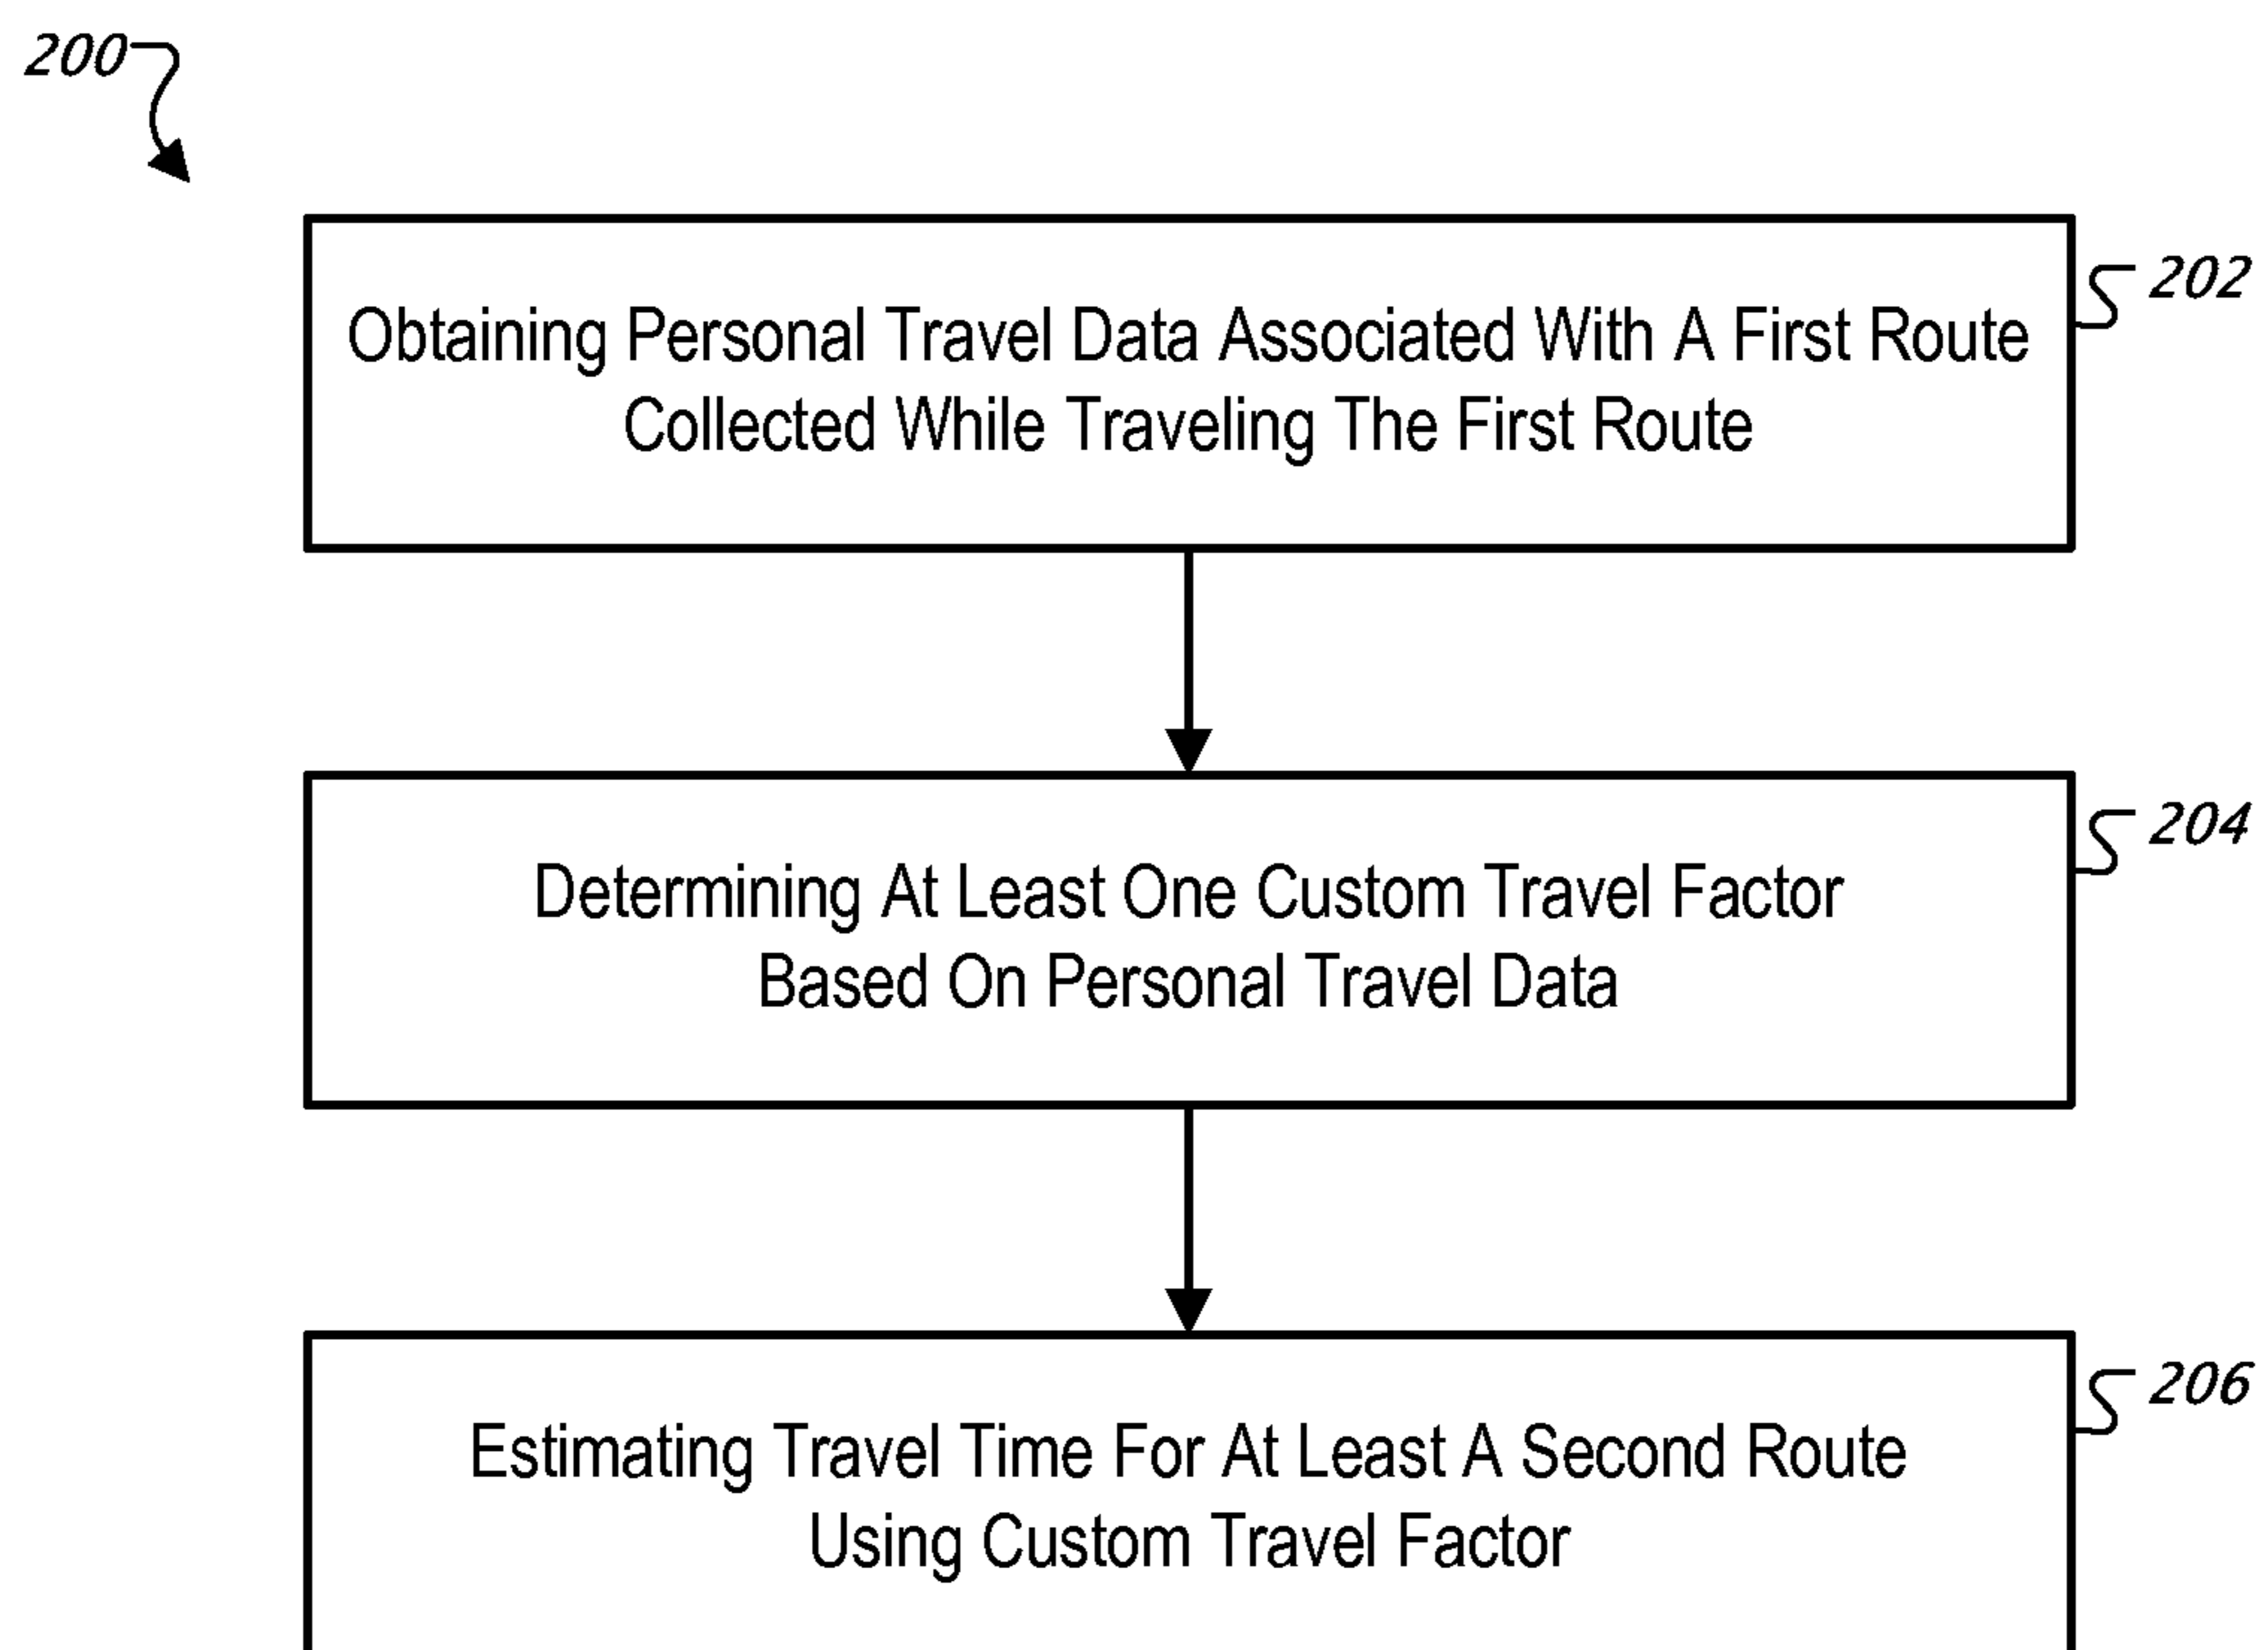 200
202
Obtaining Personal Travel Data Associated With A First Route
Collected While Traveling The First Route
204
Determining At Least One Custom Travel Factor
Based On Personal Travel Data
206
Estimating Travel Time For At Least A Second Route
Using Custom Travel Factor